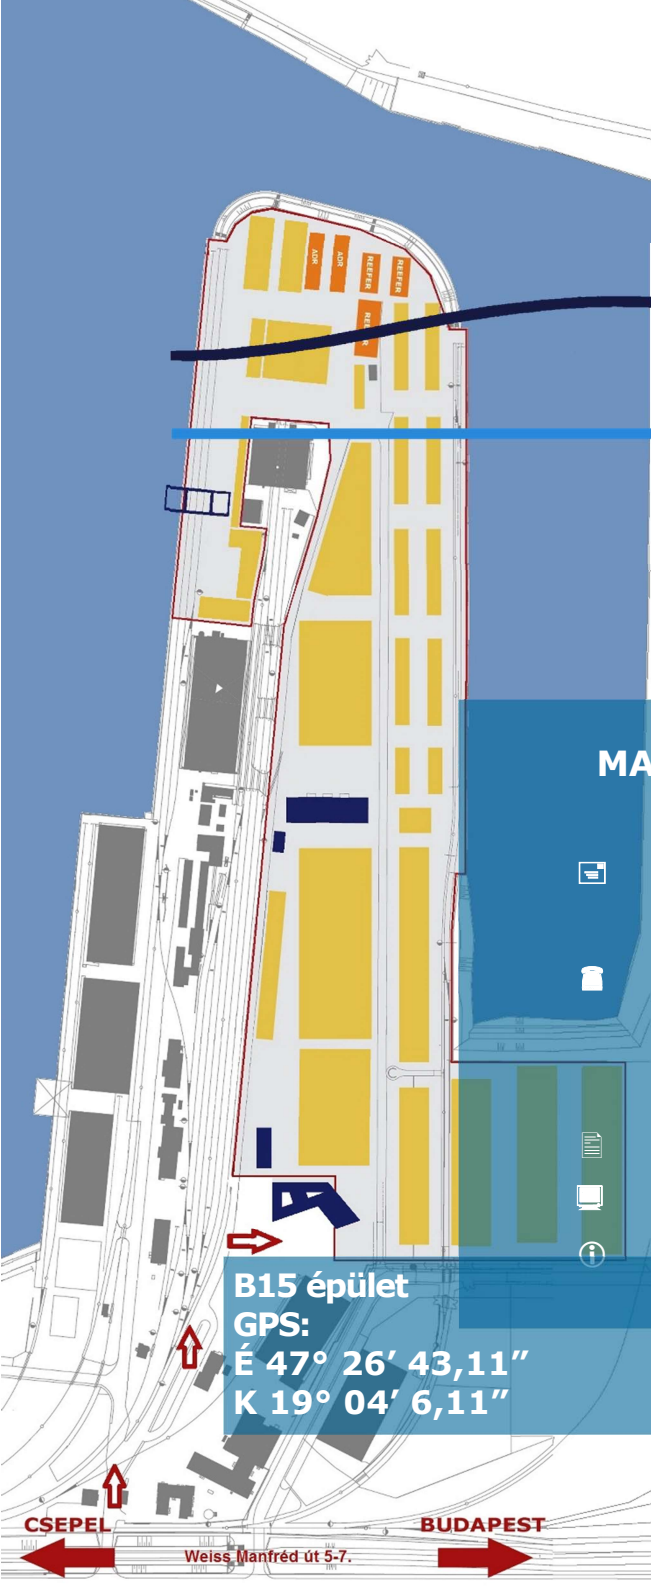 ADR
ADR
REEFER
REEFER
MA
B15 épület
GPS:
É 47° 26′ 43,11″
K 19° 04′ 6,11″
CSEPEL
BUDAPEST
Weiss Manfréd út 5-7.